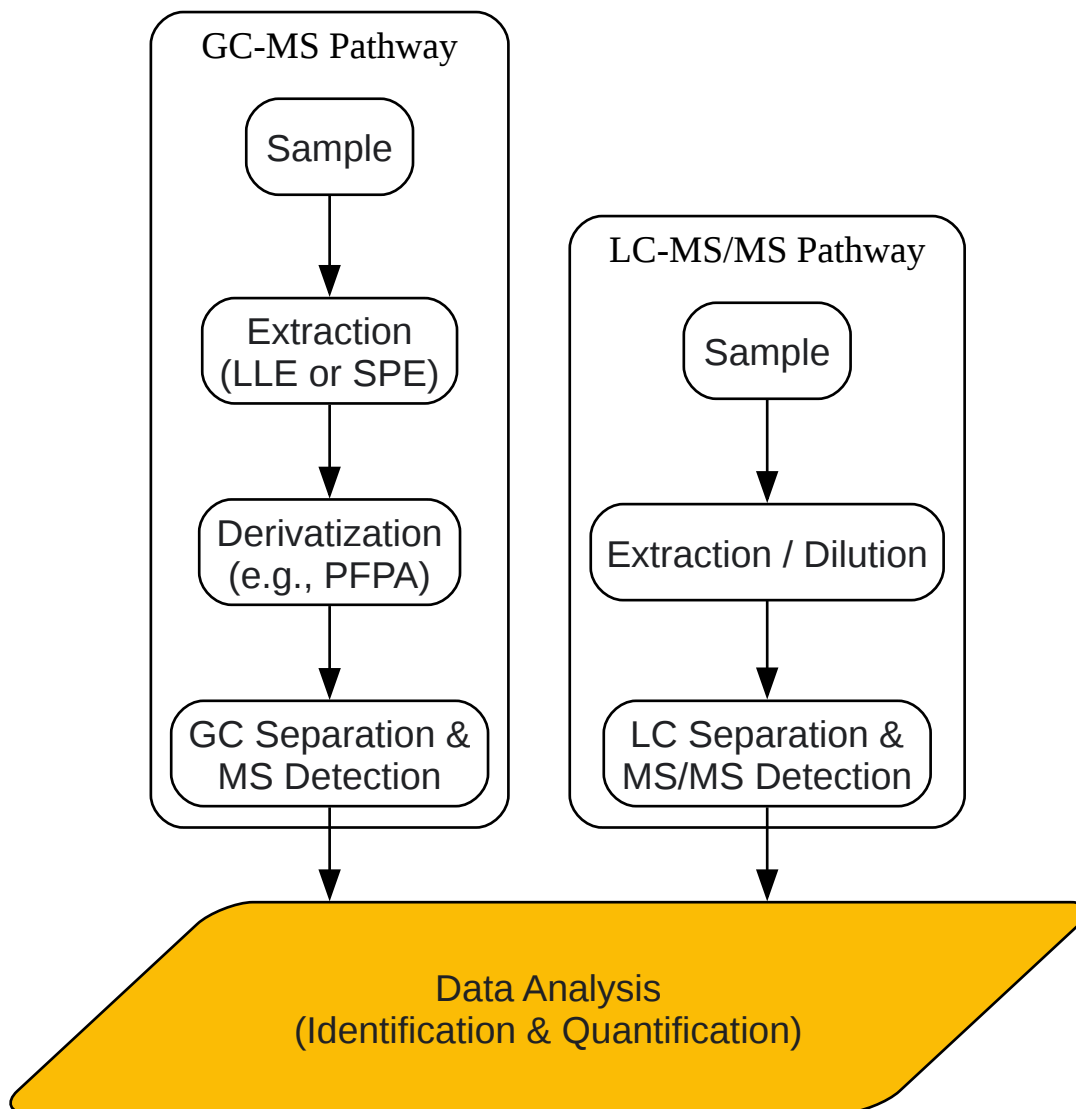 GC-MS Pathway
Sample
Extraction
(LLE or SPE)
Derivatization
(e.g., PFPA)
GC Separation &
MS Detection
LC-MS/MS Pathway
Sample
Extraction / Dilution
LC Separation &
MS/MS Detection
Data Analysis
(Identification & Quantification)